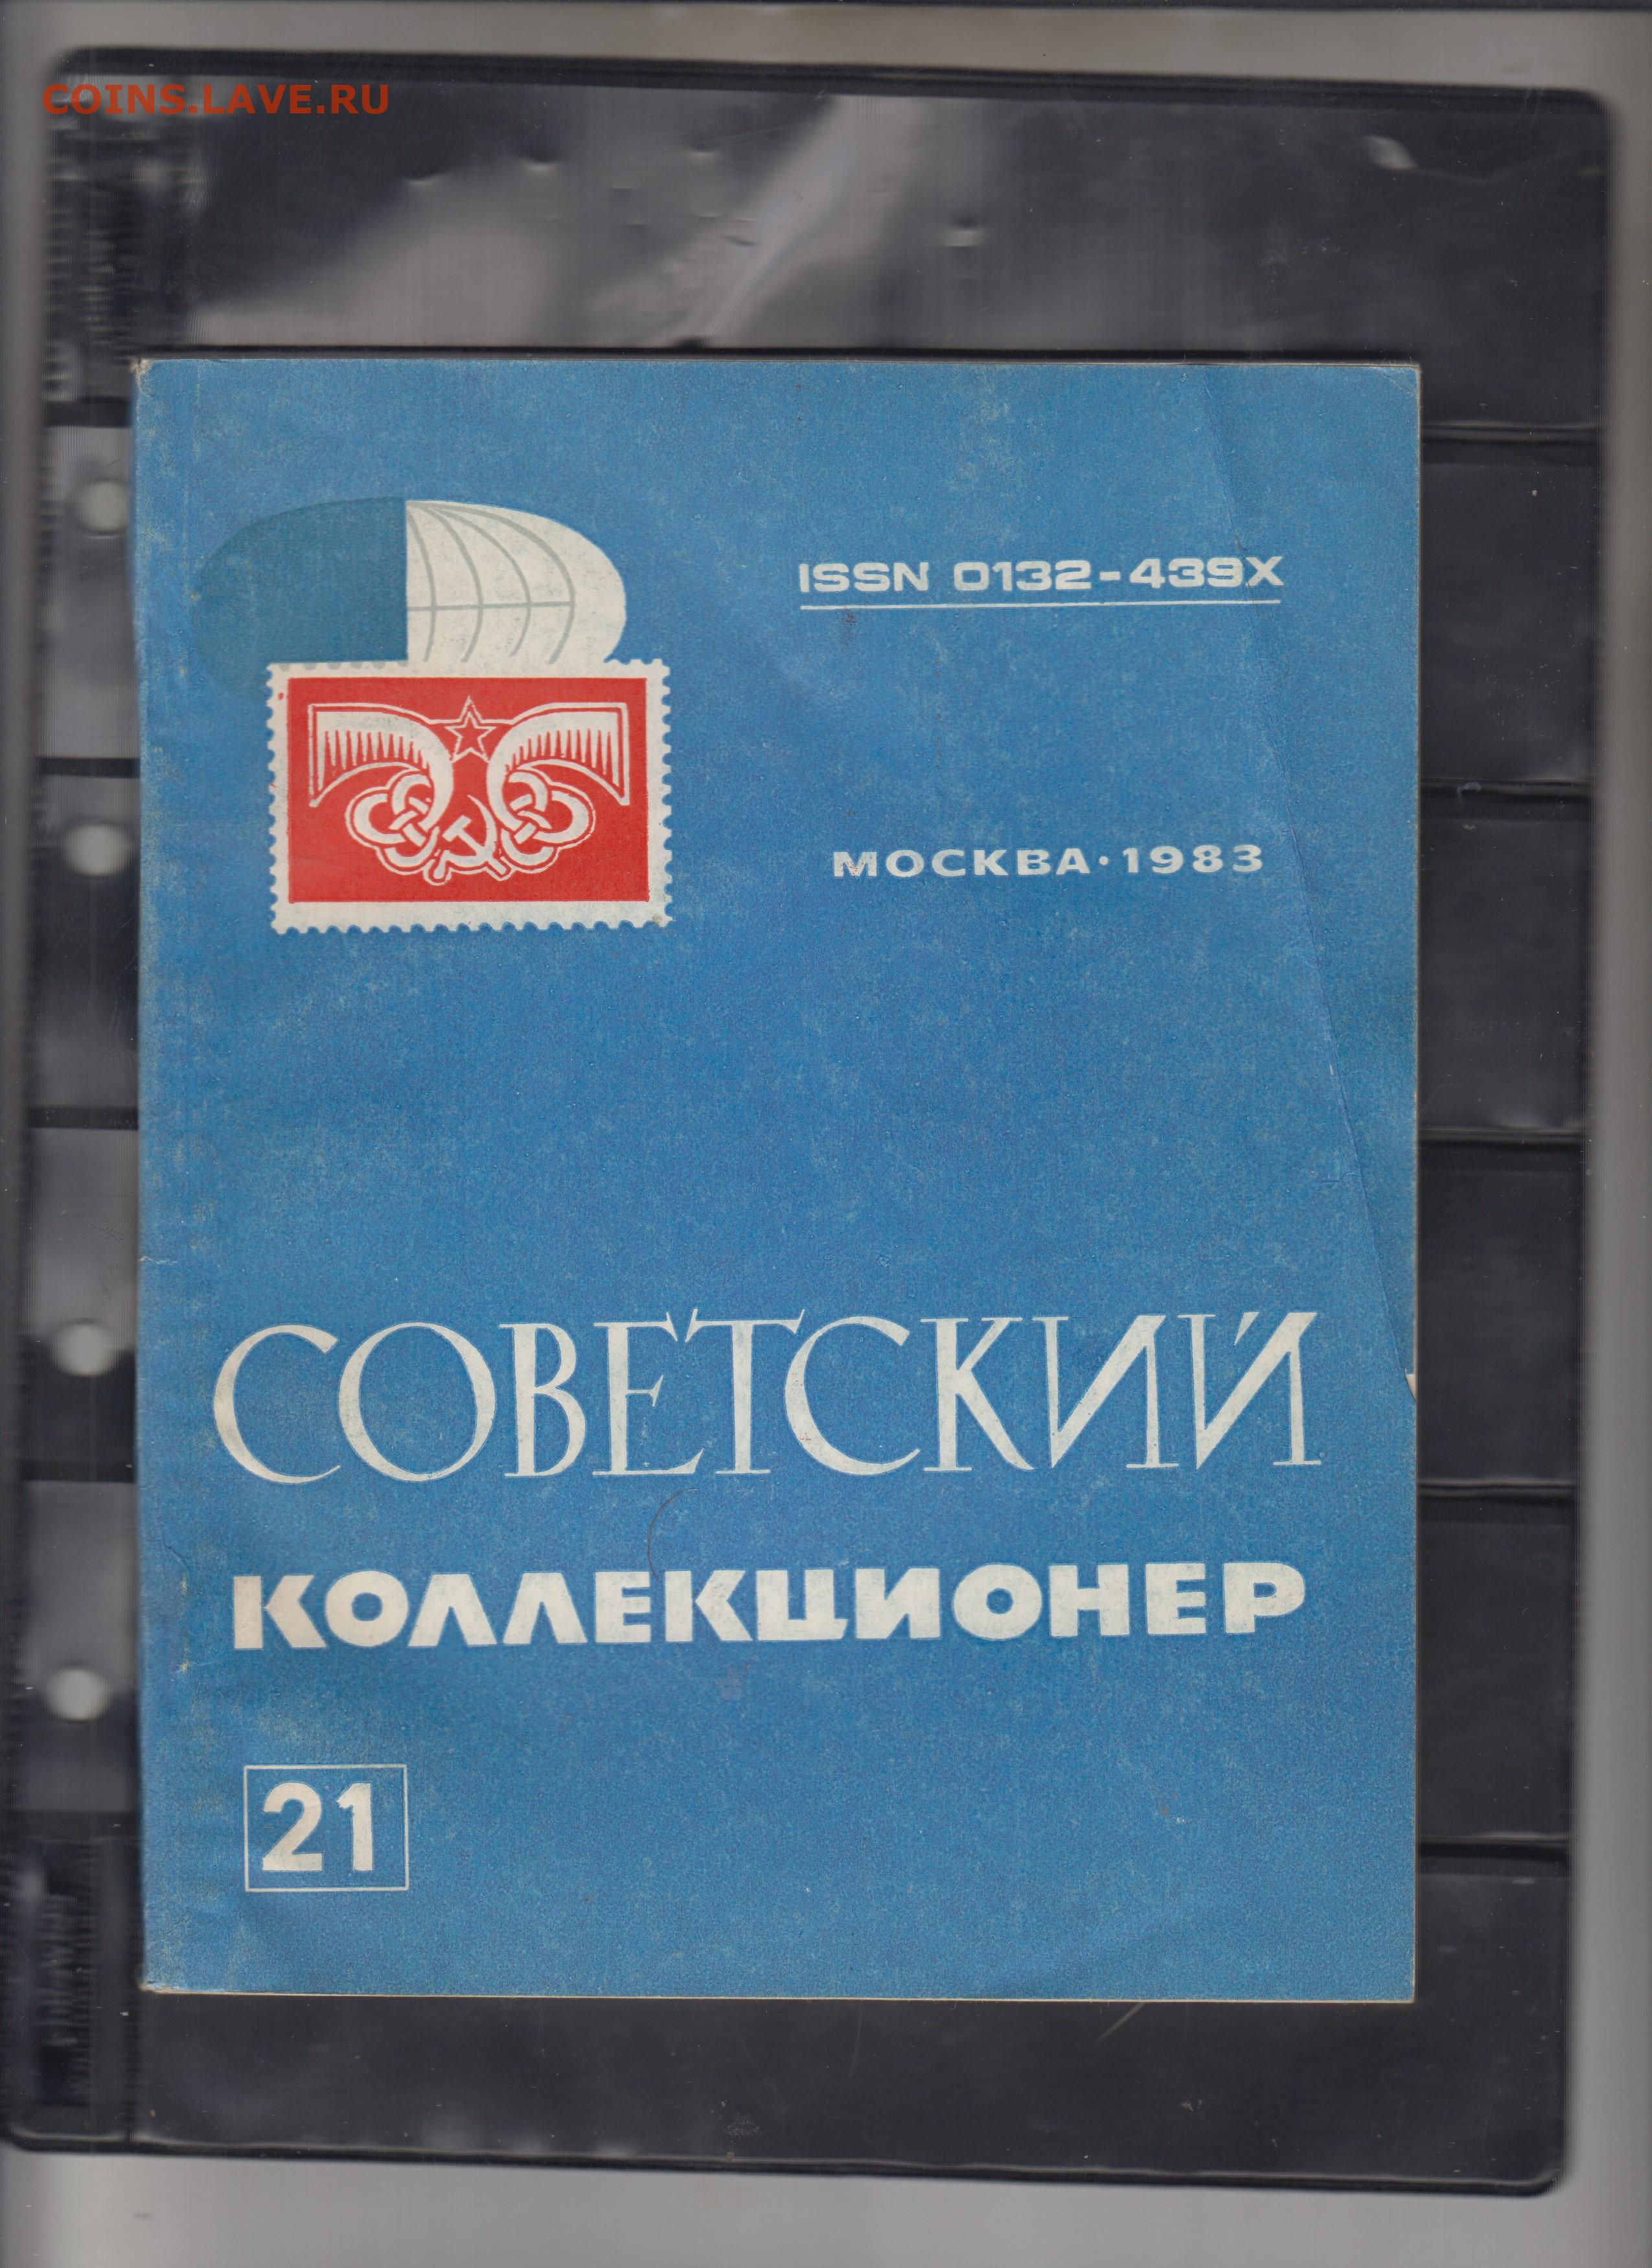 COINS.LAVE.RU
ISSN 0132-439X
МОСКВА·1983
СОВЕТСКИЙ
КОЛЛЕКЦИОНЕР
21